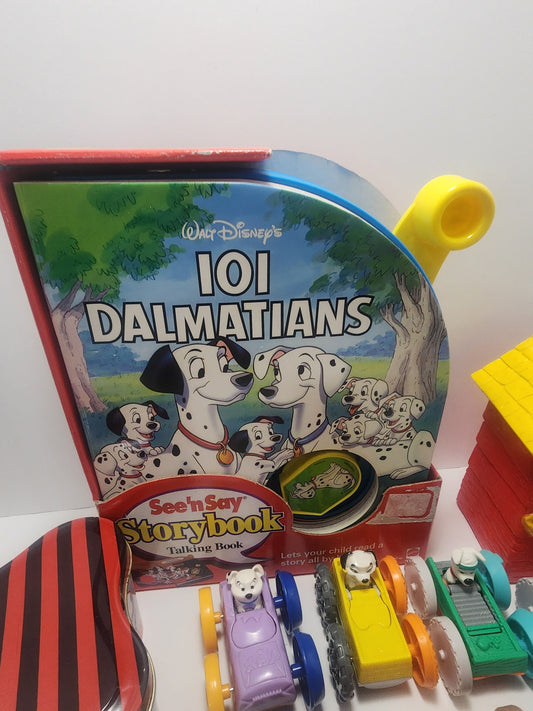 WALT DISNEY'S
101
DALMATIANS
See 'n Say
Storybook
Talking Book
Lets your child read a
story all by